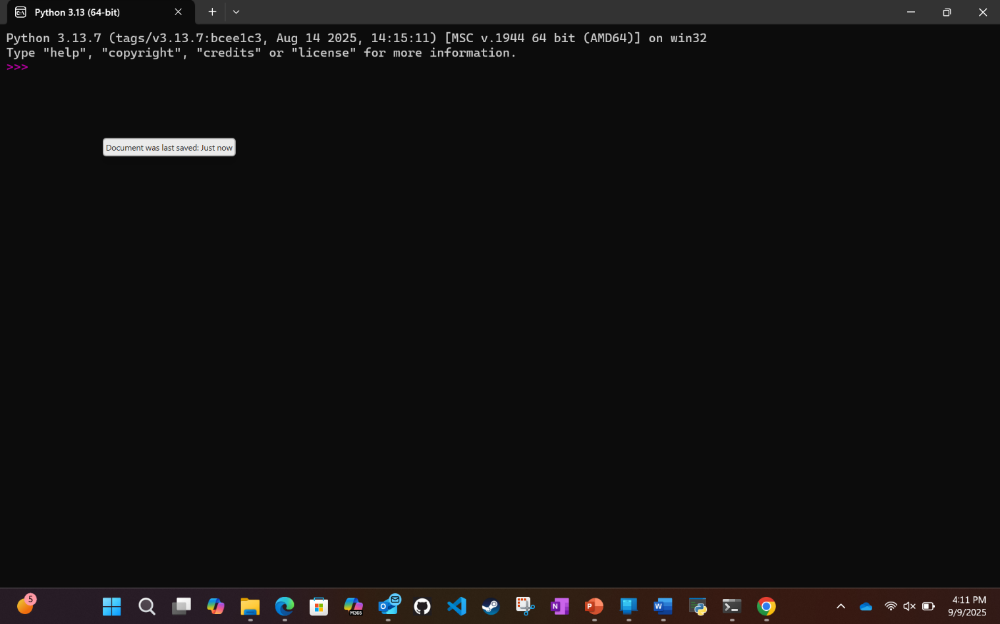 Python 3.13 (64-bit)
Python 3.13.7 (tags/v3.13.7:bcee1c3, Aug 14 2025, 14:15:11) [MSC v.1944 64 bit (AMD64)] on win32
Type "help", "copyright", "credits" or "license" for more information.
>>>
Document was last saved: Just now
5
M365
O
N
P
W
4:11 PM
9/9/2025